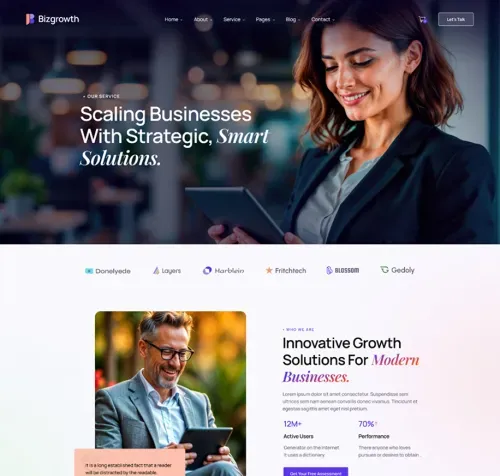 Bizgrowth
Home About Service Pages Blog Contact
Let's Talk
• OUR SERVICE
Scaling Businesses
With Strategic, Smart
Solutions.
Donelyede Layers Marblein Fritchtech BLOSSOM Gedoly
• WHO WE ARE
Innovative Growth
Solutions For Modern
Businesses.
Lorem ipsum dolor sit amet consectetur. Suspendisse sem
ultrices sem nam aenean convallis donec vivamus. Tincidunt et
egestas sagittis amet eget nisl pretium.
12M+ 70%↑
Active Users Performance
Generator on the Internet There anyone who loves
it uses a dictionary pursues or desires to obtain
It is a long established fact that a reader
will be distracted by the readable.
Get Your Free Assessment